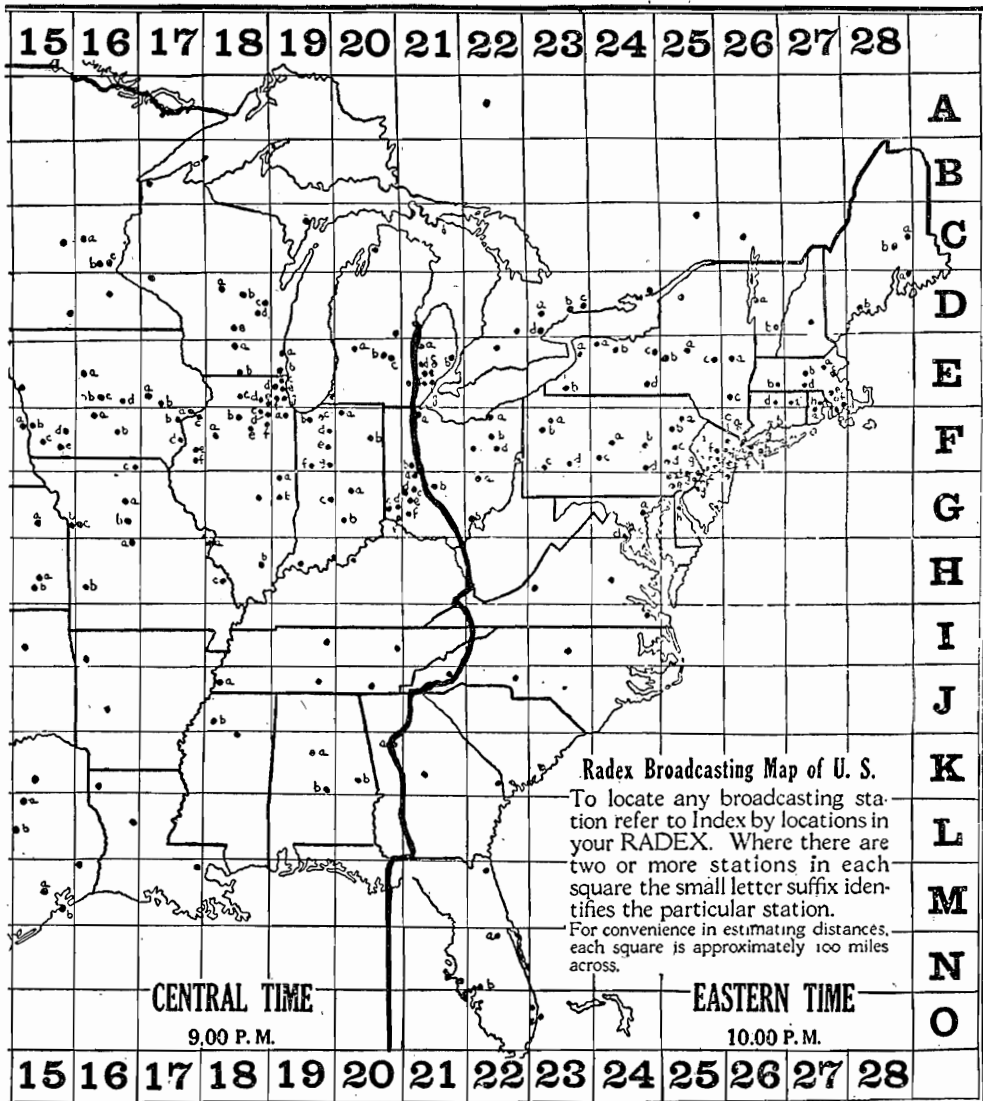 15 16 17 18 19 20 21 22 23 24 25 26 27 28
A
B
C
D
E
F
G
H
I
J
K
L
M
N
O
Radex Broadcasting Map of U. S.
To locate any broadcasting sta-
tion refer to Index by locations in
your RADEX. Where there are
two or more stations in each
square the small letter suffix iden-
tifies the particular station.
For convenience in estimating distances,
each square is approximately 100 miles
across.
CENTRAL TIME
9.00 P. M.
EASTERN TIME
10.00 P.M.
15 16 17 18 19 20 21 22 23 24 25 26 27 28